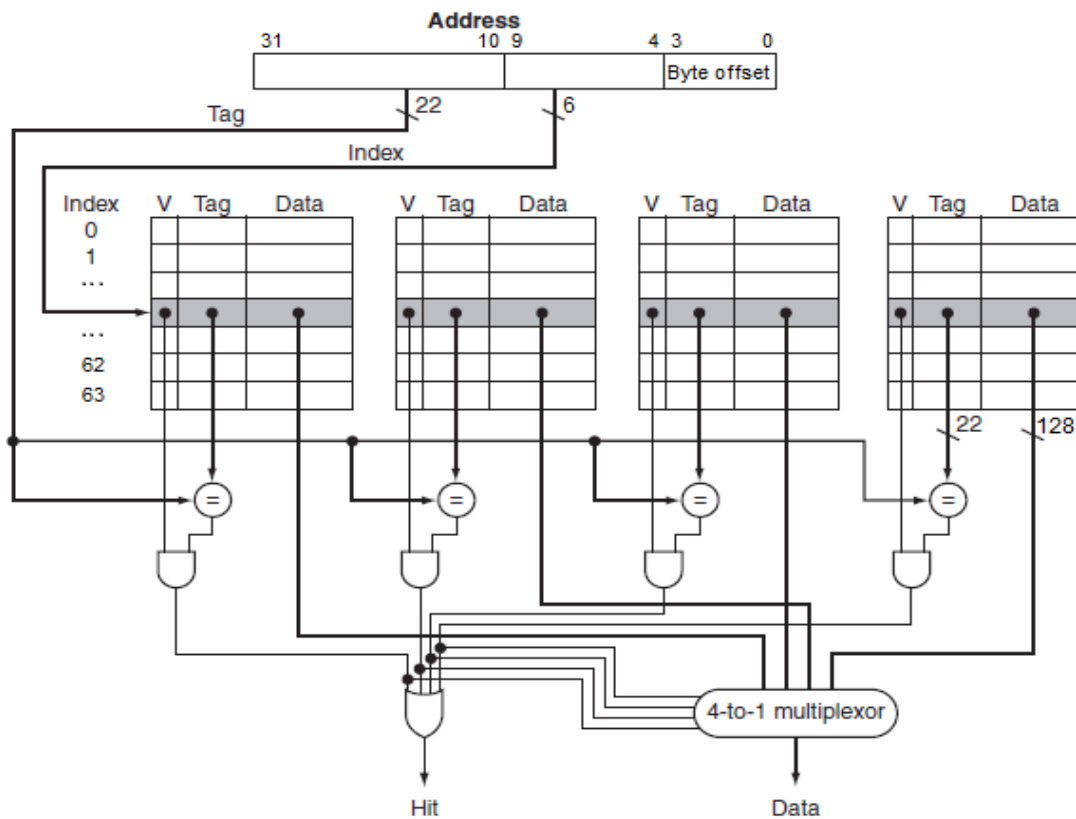 Address
31 10 9 4 3 0
Byte offset
22 6
Tag
Index
Index V Tag Data V Tag Data V Tag Data V Tag Data
0
1
...
...
62
63
22 128
= = = =
4-to-1 multiplexor
Hit Data